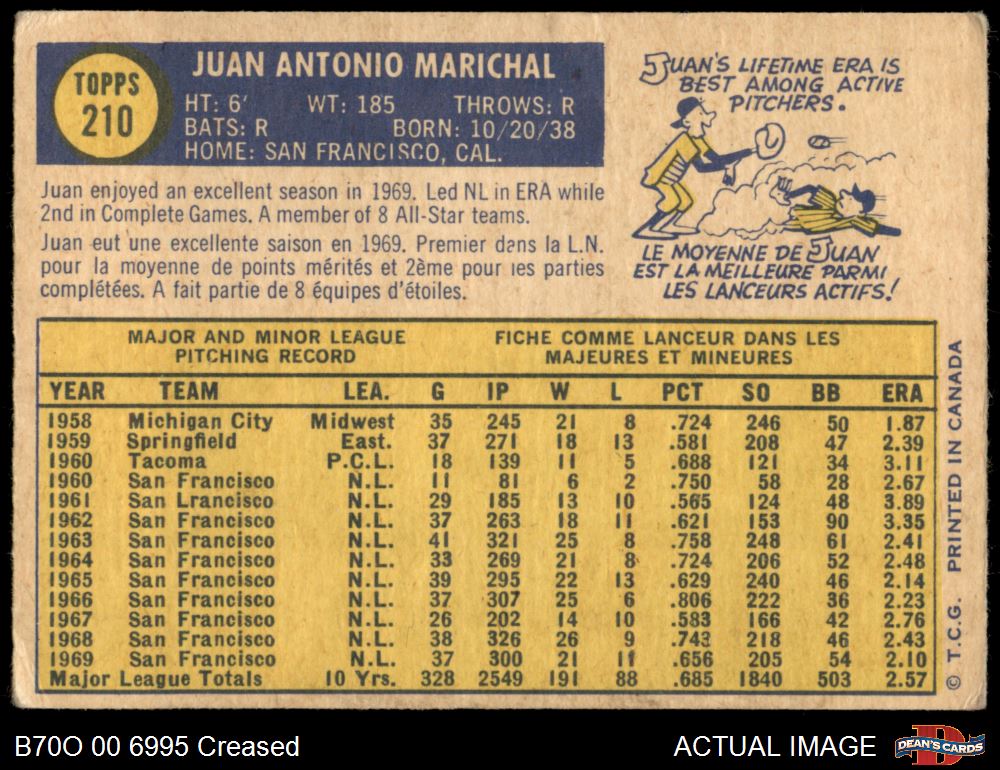 TOPPS
210
JUAN ANTONIO MARICHAL
HT: 6' WT: 185 THROWS: R
BATS: R BORN: 10/20/38
HOME: SAN FRANCISCO, CAL.
Juan enjoyed an excellent season in 1969. Led NL in ERA while
2nd in Complete Games. A member of 8 All-Star teams.
Juan eut une excellente saison en 1969. Premier dans la L.N.
pour la moyenne de points mérités et 2ème pour les parties
complétées. A fait partie de 8 équipes d'étoiles.
JUAN'S LIFETIME ERA IS
BEST AMONG ACTIVE
PITCHERS.
LE MOYENNE DE JUAN
EST LA MEILLEURE PARMI
LES LANCEURS ACTIFS!
MAJOR AND MINOR LEAGUE
PITCHING RECORD
FICHE COMME LANCEUR DANS LES
MAJEURES ET MINEURES
YEAR TEAM LEA. G IP W L PCT SO BB ERA
1958 Michigan City Midwest 35 245 21 8 .724 246 50 1.87
1959 Springfield East. 37 271 18 13 .581 208 47 2.39
1960 Tacoma P.C.L. 18 139 11 5 .688 121 34 3.11
1960 San Francisco N.L. 11 81 6 2 .750 58 28 2.67
1961 San Lrancisco N.L. 29 185 13 10 .565 124 48 3.89
1962 San Francisco N.L. 37 263 18 11 .621 153 90 3.35
1963 San Francisco N.L. 41 321 25 8 .758 248 61 2.41
1964 San Francisco N.L. 33 269 21 8 .724 206 52 2.48
1965 San Francisco N.L. 39 295 22 13 .629 240 46 2.14
1966 San Francisco N.L. 37 307 25 6 .806 222 36 2.23
1967 San Francisco N.L. 26 202 14 10 .583 166 42 2.76
1968 San Francisco N.L. 38 326 26 9 .743 218 46 2.43
1969 San Francisco N.L. 37 300 21 11 .656 205 54 2.10
Major League Totals 10 Yrs. 328 2549 191 88 .685 1840 503 2.57
© T.C.G. PRINTED IN CANADA
B70O 00 6995 Creased
ACTUAL IMAGE
DEAN'S CARDS